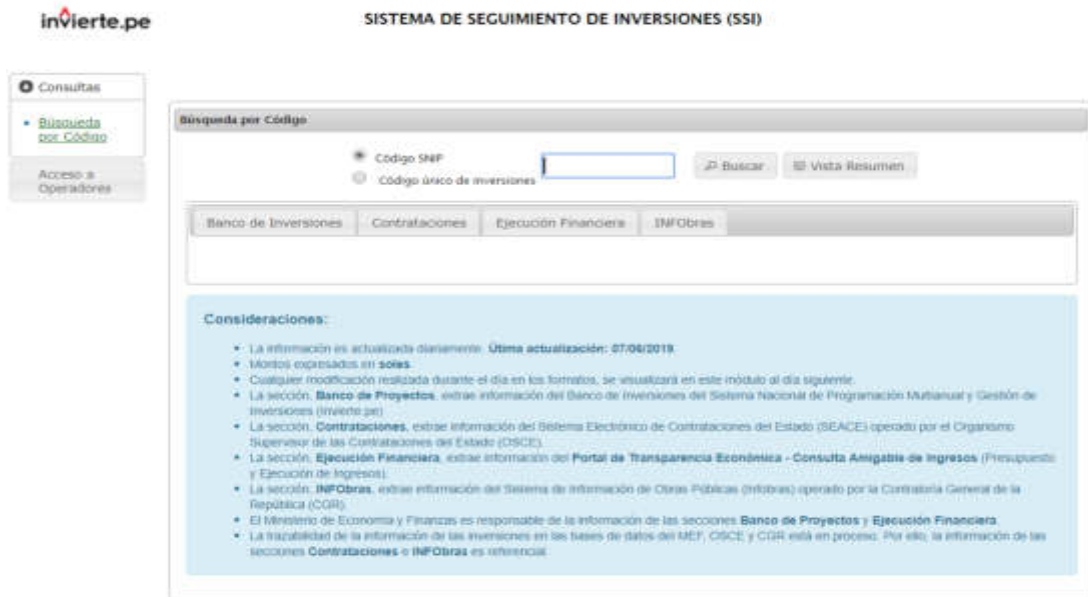 invierte.pe
SISTEMA DE SEGUIMIENTO DE INVERSIONES (SSI)
Consultas
Búsqueda
por Código
Acceso a
Operadores
Búsqueda por Código
Código SNIP
Código único de inversiones
Buscar
Vista Resumen
Banco de Inversiones
Contrataciones
Ejecución Financiera
INFObras
Consideraciones:
• La información es actualizada diariamente. Útima actualización: 07/06/2019.
• Montos expresados en soles.
• Cualquier modificación realizada durante el día en los formatos, se visualizará en este módulo al día siguiente.
• La sección, Banco de Proyectos, extrae información del Banco de Inversiones del Sistema Nacional de Programación Multianual y Gestión de
Inversiones (Invierte.pe)
• La sección, Contrataciones, extrae información del Sistema Electrónico de Contrataciones del Estado (SEACE) operado por el Organismo
Supervisor de las Contrataciones del Estado (OSCE).
• La sección, Ejecución Financiera, extrae información del Portal de Transparencia Económica - Consulta Amigable de Ingresos (Presupuesto
y Ejecución de Ingresos).
• La sección, INFObras, extrae información del Sistema de Información de Obras Públicas (Infobras) operado por la Contraloría General de la
República (CGR).
• El Ministerio de Economía y Finanzas es responsable de la información de las secciones Banco de Proyectos y Ejecución Financiera.
• La trazabilidad de la información de las inversiones en las bases de datos del MEF, OSCE y CGR está en proceso. Por ello, la información de las
secciones Contrataciones e INFObras es referencial.